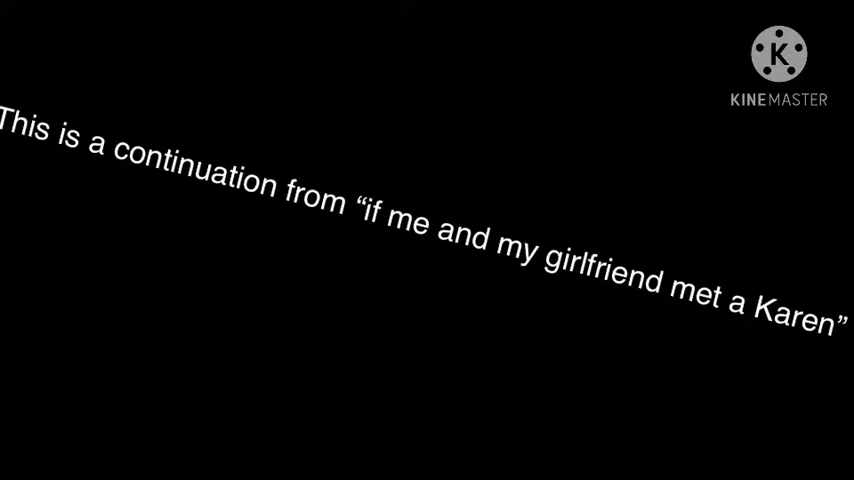 KINEMASTER
This is a continuation from “if me and my girlfriend met a Karen”